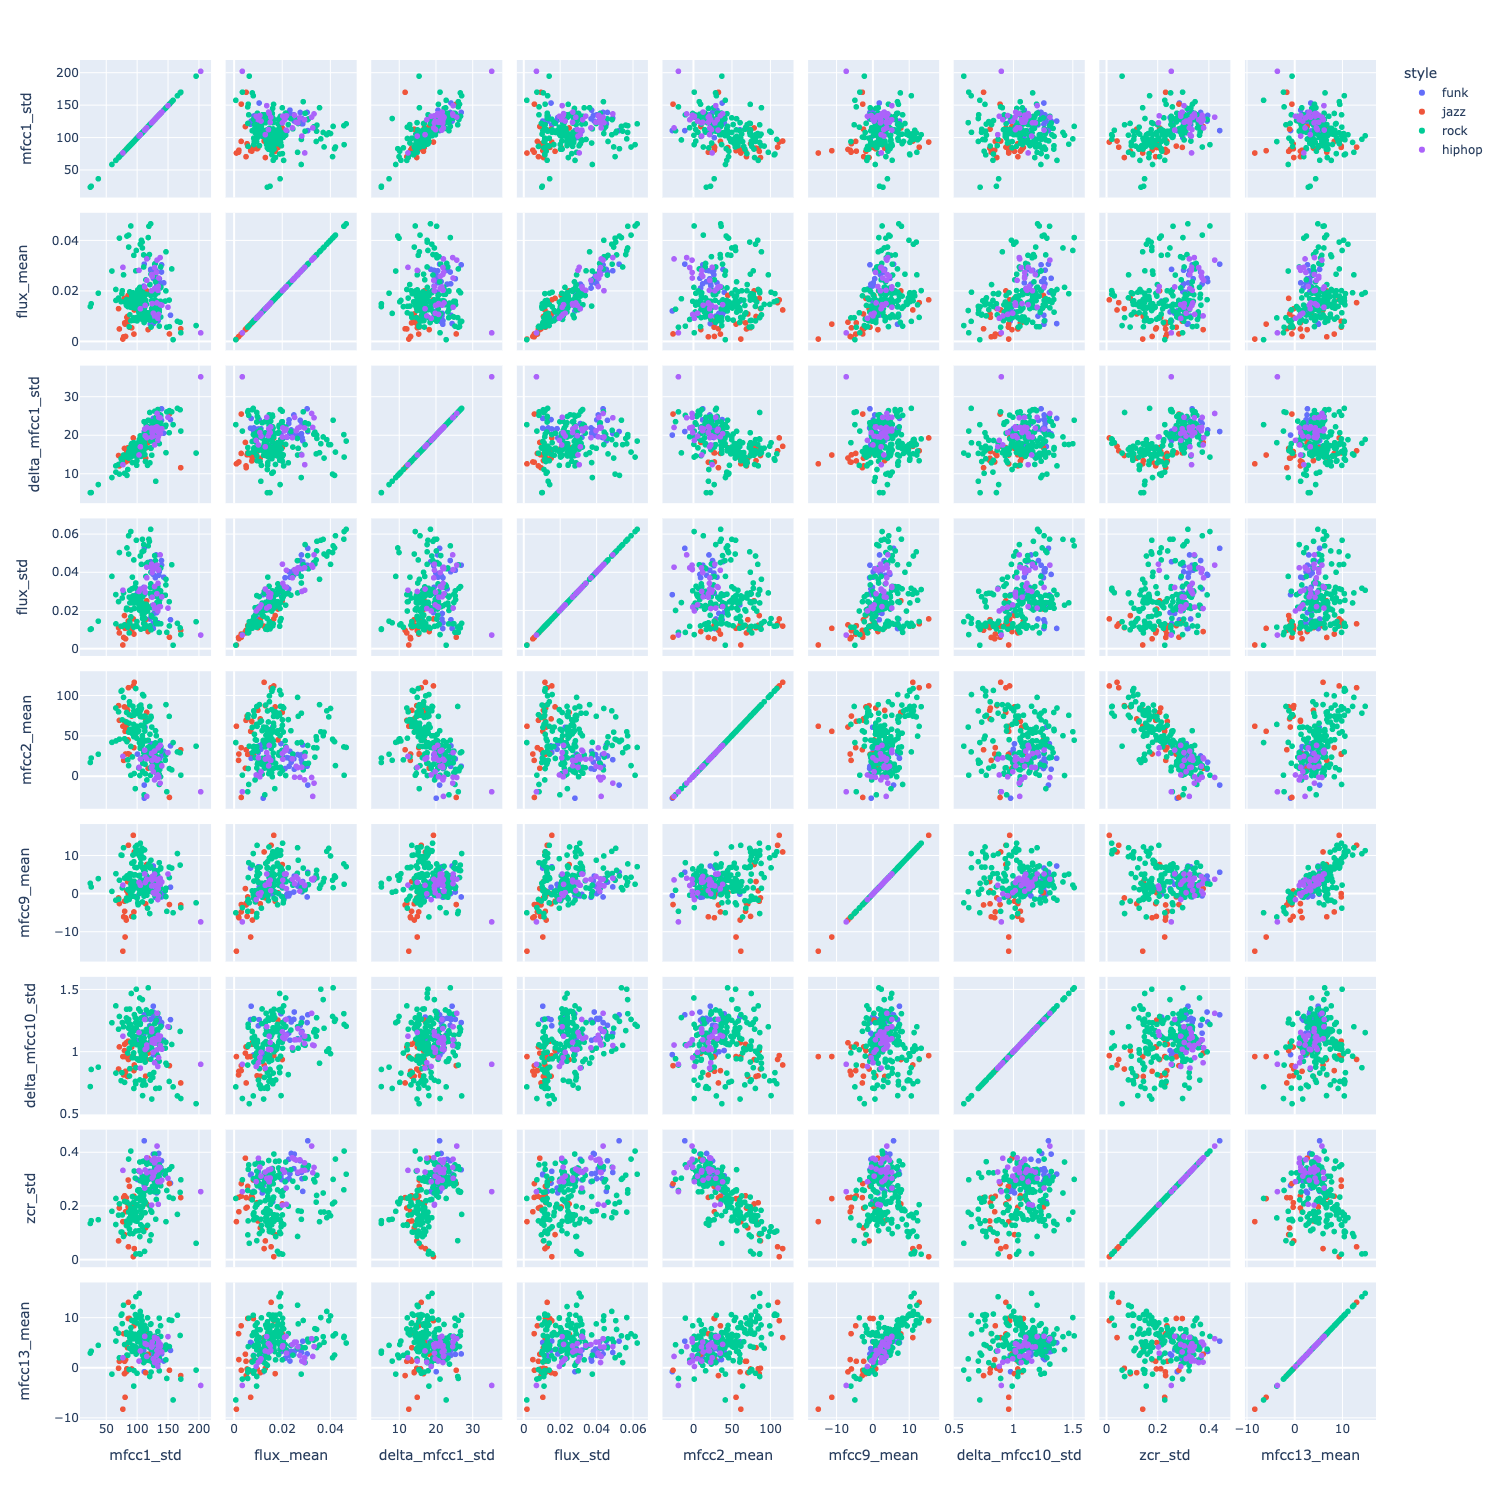 style
funk
jazz
rock
hiphop
mfcc1_std
200
150
100
50
flux_mean
0.04
0.02
0
delta_mfcc1_std
30
20
10
flux_std
0.06
0.04
0.02
0
mfcc2_mean
100
50
0
mfcc9_mean
10
0
−10
delta_mfcc10_std
1.5
1
0.5
zcr_std
0.4
0.2
0
mfcc13_mean
10
0
−10
50 100 150 200 0 0.02 0.04 10 20 30 0 0.02 0.04 0.06 0 50 100 −10 0 10 0.5 1 1.5 0 0.2 0.4 −10 0 10
mfcc1_std flux_mean delta_mfcc1_std flux_std mfcc2_mean mfcc9_mean delta_mfcc10_std zcr_std mfcc13_mean